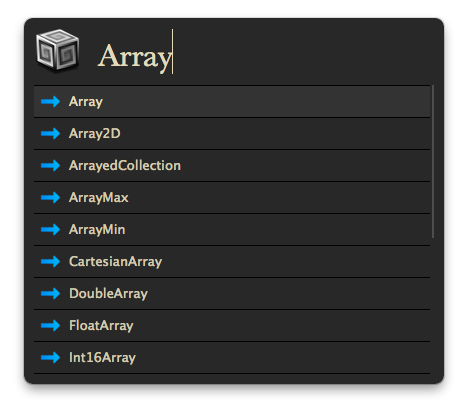 Array
Array
Array2D
ArrayedCollection
ArrayMax
ArrayMin
CartesianArray
DoubleArray
FloatArray
Int16Array